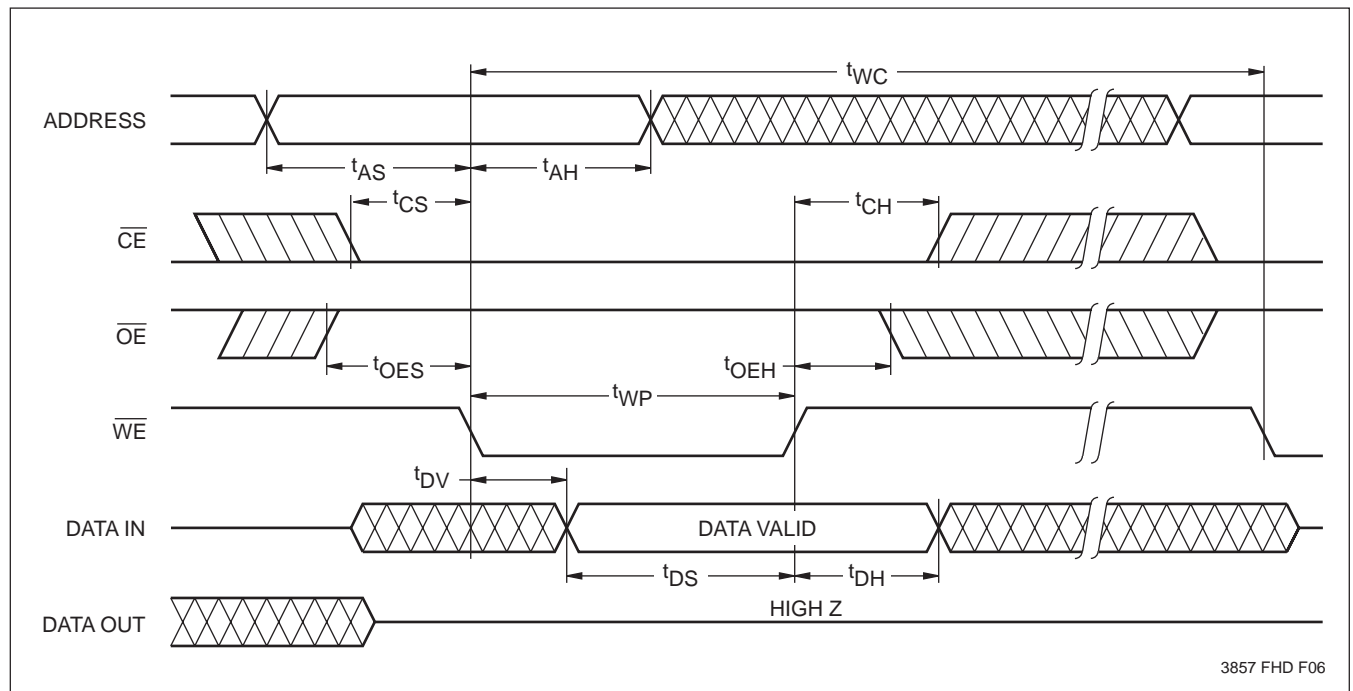 tWC
ADDRESS
tAS
tAH
tCS
tCH
CE
OE
tOES
tOEH
tWP
WE
tDV
DATA IN
DATA VALID
tDS
tDH
HIGH Z
DATA OUT
3857 FHD F06